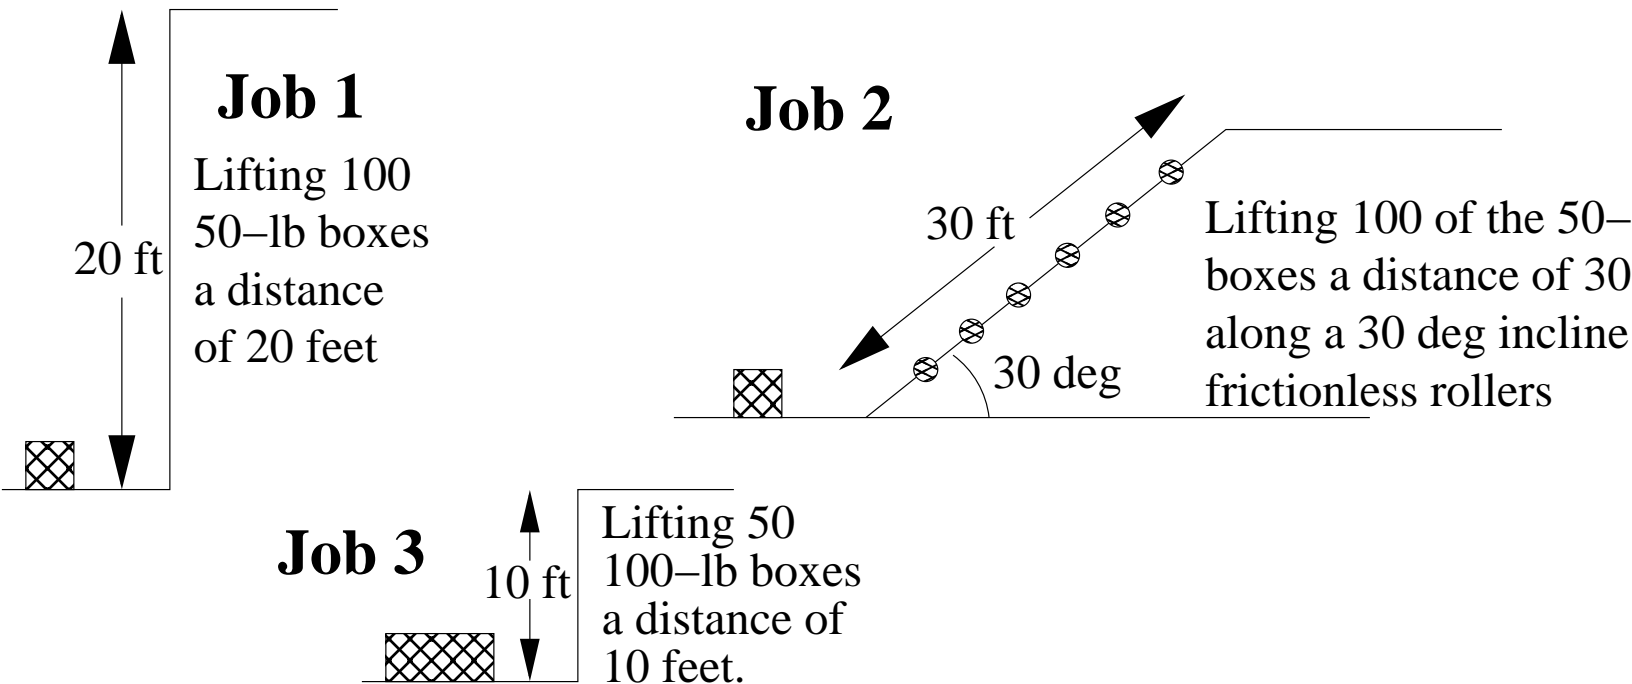 Job 1
Lifting 100
50–lb boxes
a distance
of 20 feet
20 ft
Job 2
30 ft
30 deg
Lifting 100 of the 50–
boxes a distance of 30
along a 30 deg incline
frictionless rollers
Job 3
10 ft
Lifting 50
100–lb boxes
a distance of
10 feet.